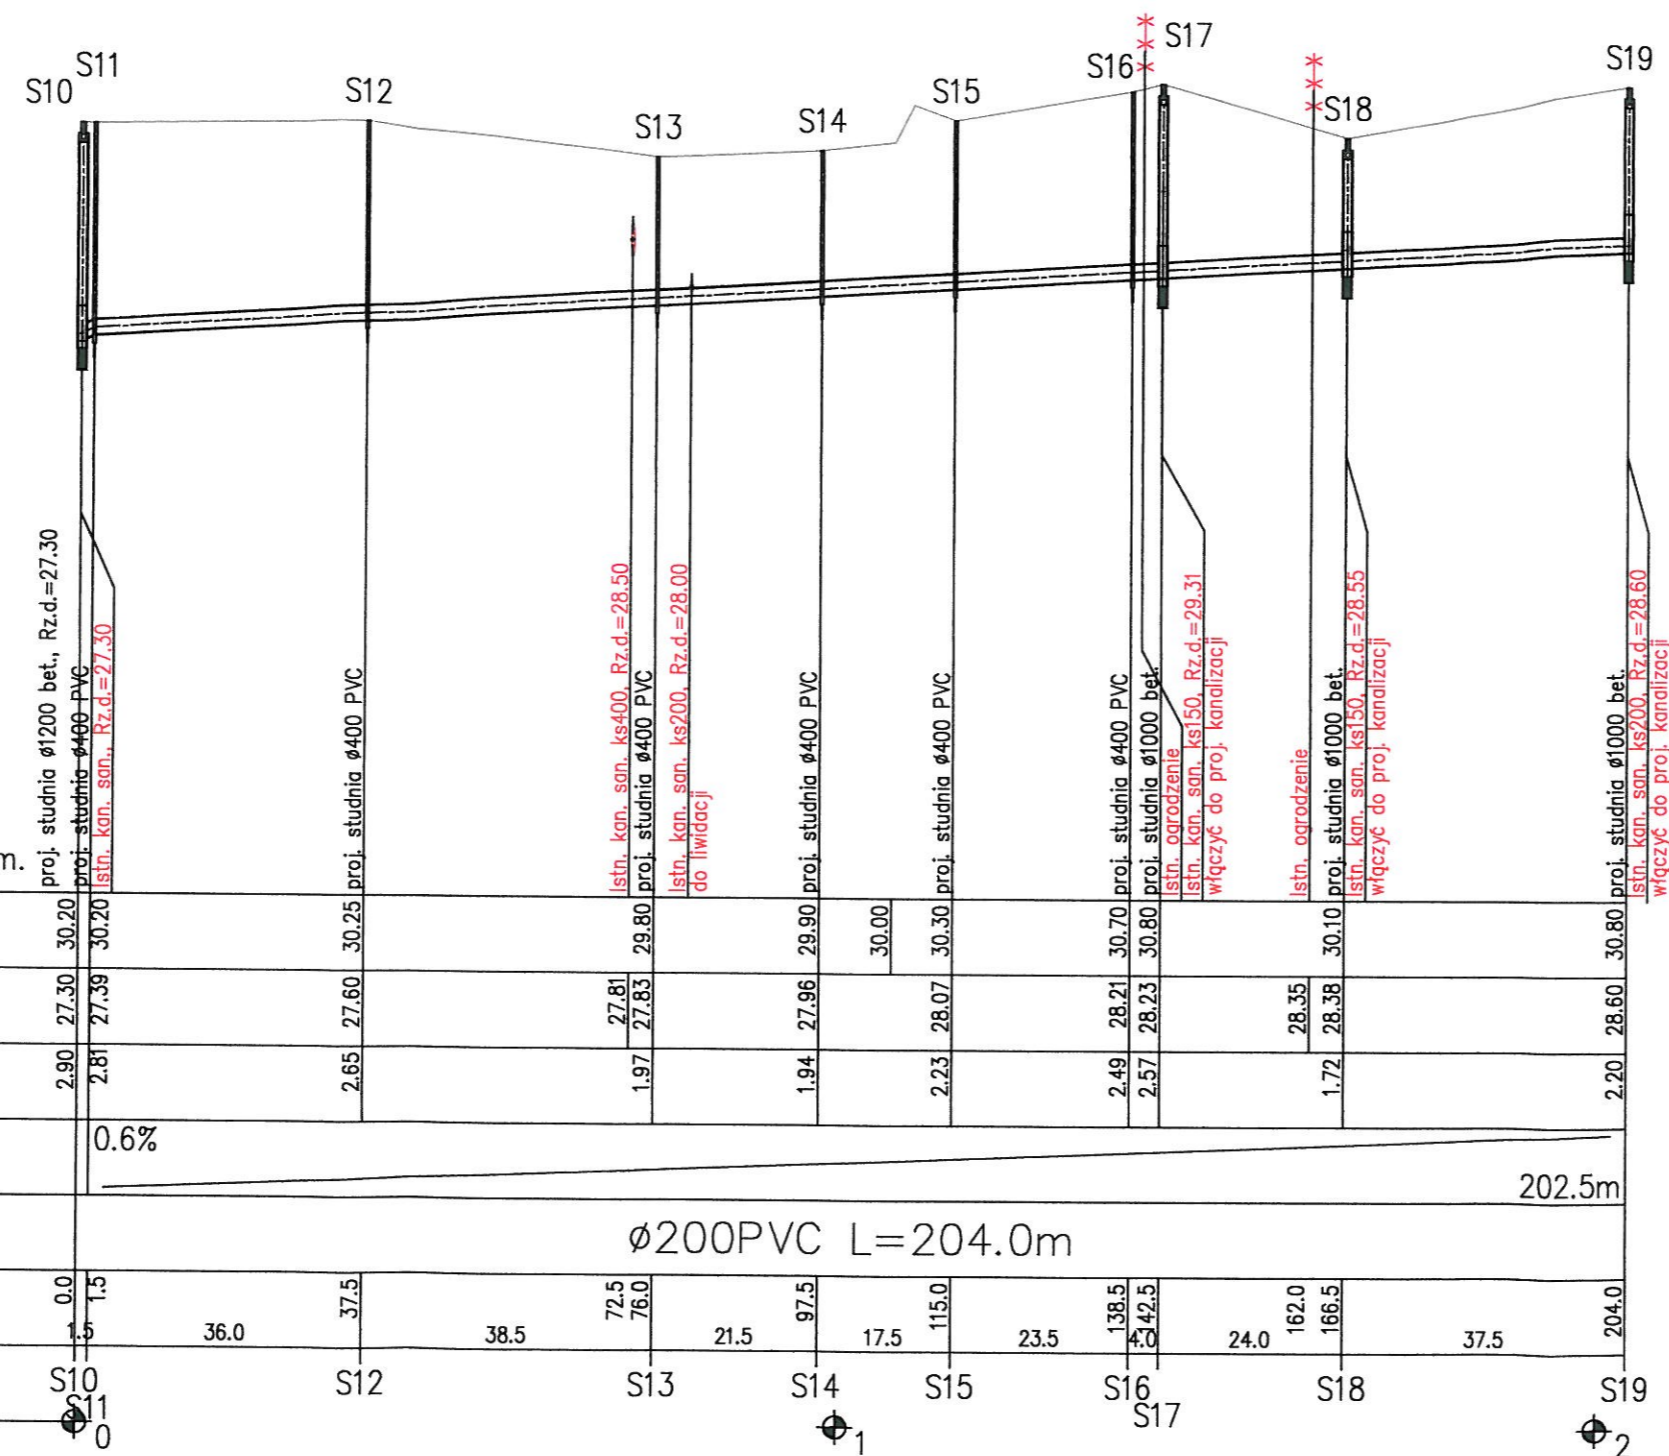 S10
S11
S12
S13
S14
S15
S16
S17
S18
S19
m.
proj. studnia ø1200 bet., Rz.d.=27.30
proj. studnia ø400 PVC
Istn. kan. san., Rz.d.=27.30
proj. studnia ø400 PVC
Istn. kan. san. ks400, Rz.d.=28.50
proj. studnia ø400 PVC
Istn. kan. san. ks200, Rz.d.=28.00
do liwidacji
proj. studnia ø400 PVC
proj. studnia ø400 PVC
proj. studnia ø400 PVC
proj. studnia ø1000 bet.
Istn. ogrodzenie
Istn. kan. san. ks150, Rz.d.=29.31
włączyć do proj. kanalizacji
Istn. ogrodzenie
proj. studnia ø1000 bet.
Istn. kan. san. ks150, Rz.d.=28.55
włączyć do proj. kanalizacji
proj. studnia ø1000 bet.
Istn. kan. san. ks200, Rz.d.=28.60
włączyć do proj. kanalizacji
30.20 30.20 30.25 29.80 29.90 30.00 30.30 30.70 30.80 30.10 30.80
27.30 27.39 27.60 27.81 27.83 27.96 28.07 28.21 28.23 28.35 28.38 28.60
2.90 2.81 2.65 1.97 1.94 2.23 2.49 2.57 1.72 2.20
0.6%
202.5m
ø200PVC L=204.0m
0.0 1.5 37.5 72.5 76.0 97.5 115.0 138.5 142.5 162.0 166.5 204.0
1.5 36.0 38.5 21.5 17.5 23.5 4.0 24.0 37.5
S10 S11 S12 S13 S14 S15 S16 S17 S18 S19
0 1 2